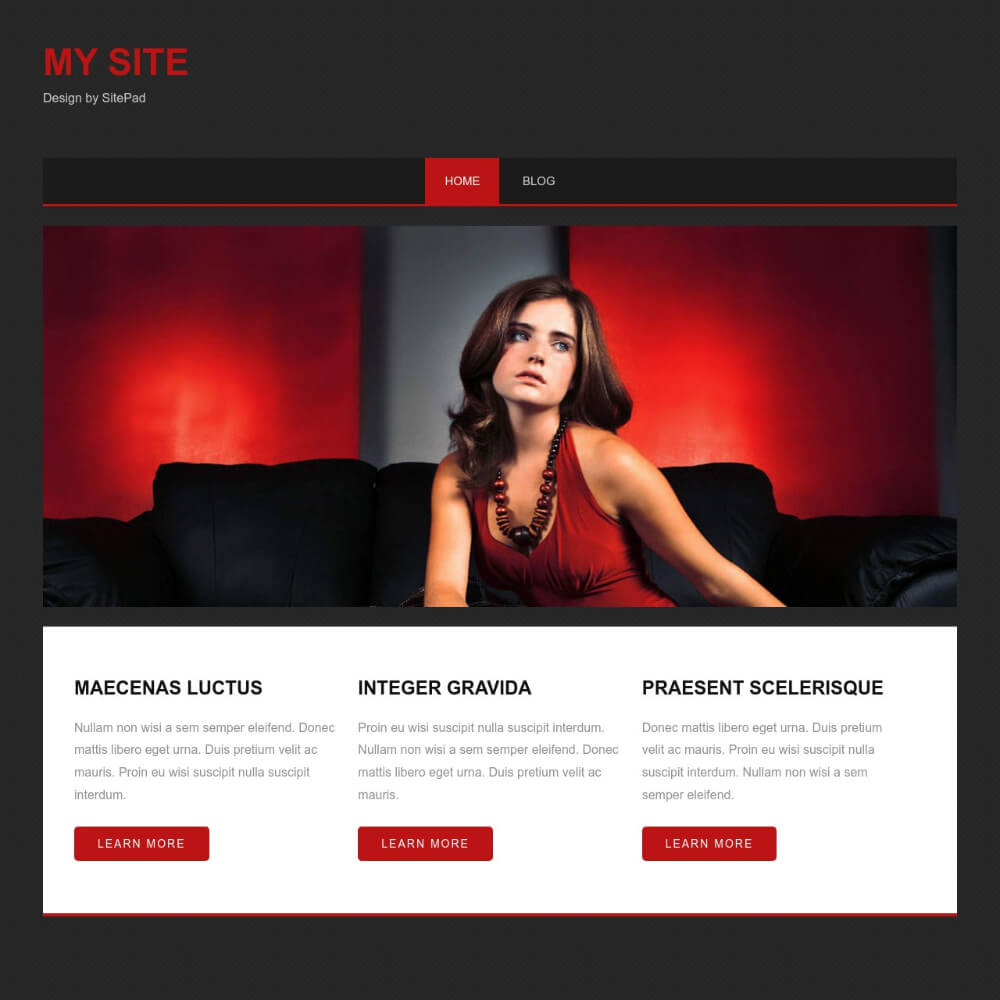 MY SITE
Design by SitePad
HOME BLOG
MAECENAS LUCTUS
Nullam non wisi a sem semper eleifend. Donec
mattis libero eget urna. Duis pretium velit ac
mauris. Proin eu wisi suscipit nulla suscipit
interdum.
LEARN MORE
INTEGER GRAVIDA
Proin eu wisi suscipit nulla suscipit interdum.
Nullam non wisi a sem semper eleifend. Donec
mattis libero eget urna. Duis pretium velit ac
mauris.
LEARN MORE
PRAESENT SCELERISQUE
Donec mattis libero eget urna. Duis pretium
velit ac mauris. Proin eu wisi suscipit nulla
suscipit interdum. Nullam non wisi a sem
semper eleifend.
LEARN MORE